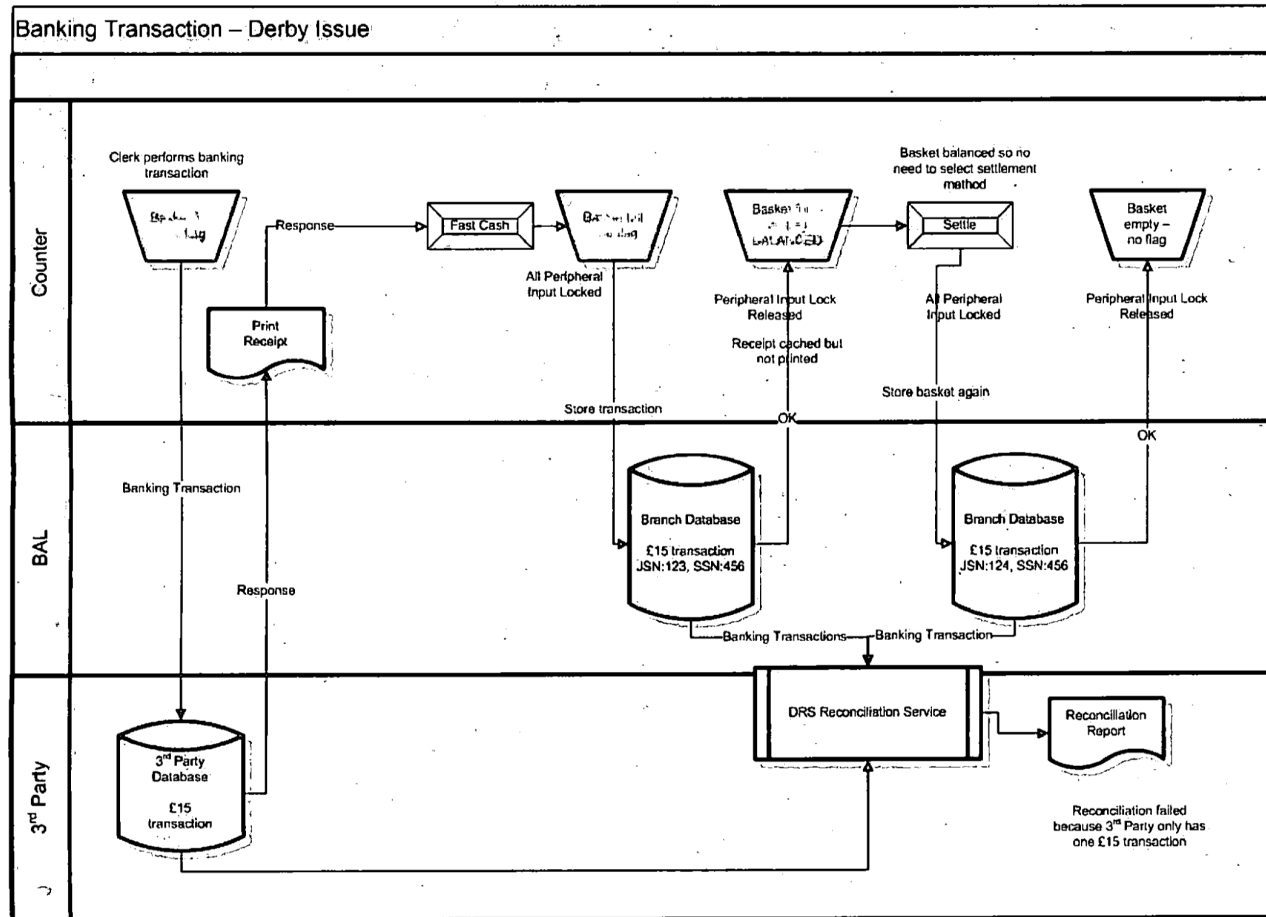 Banking Transaction – Derby Issue
Counter
Clerk performs banking
transaction
Response
Print
Receipt
Fast Cash
All Peripheral
Input Locked
Store transaction
Basket
BALANCED
Peripheral Input Lock
Released
Receipt cached but
not printed
OK
Basket balanced so no
need to select settlement
method
Settle
All Peripheral
Input Locked
Store basket again
Basket
empty –
no flag
Peripheral Input Lock
Released
OK
BAL
Banking Transaction
Response
Branch Database
£15 transaction
JSN:123, SSN:456
Branch Database
£15 transaction
JSN:124, SSN:456
Banking Transactions
Banking Transaction
3rd Party
3rd Party
Database
£15
transaction
DRS Reconciliation Service
Reconciliation
Report
Reconciliation failed
because 3rd Party only has
one £15 transaction